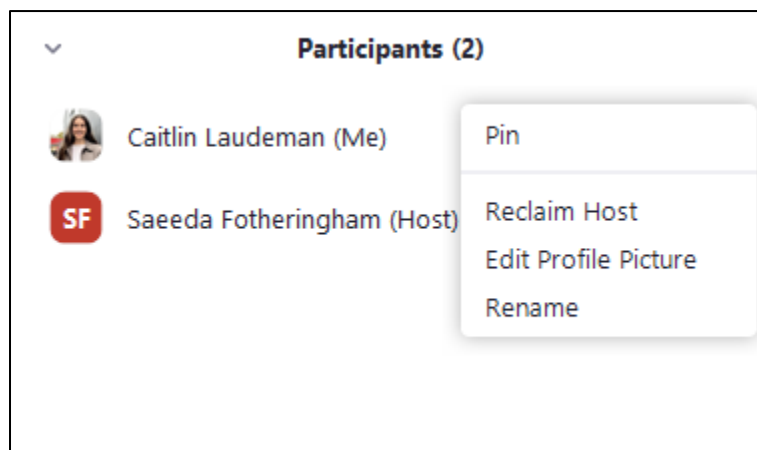 Participants (2)
Caitlin Laudeman (Me)
Pin
SF
Saeeda Fotheringham (Host)
Reclaim Host
Edit Profile Picture
Rename